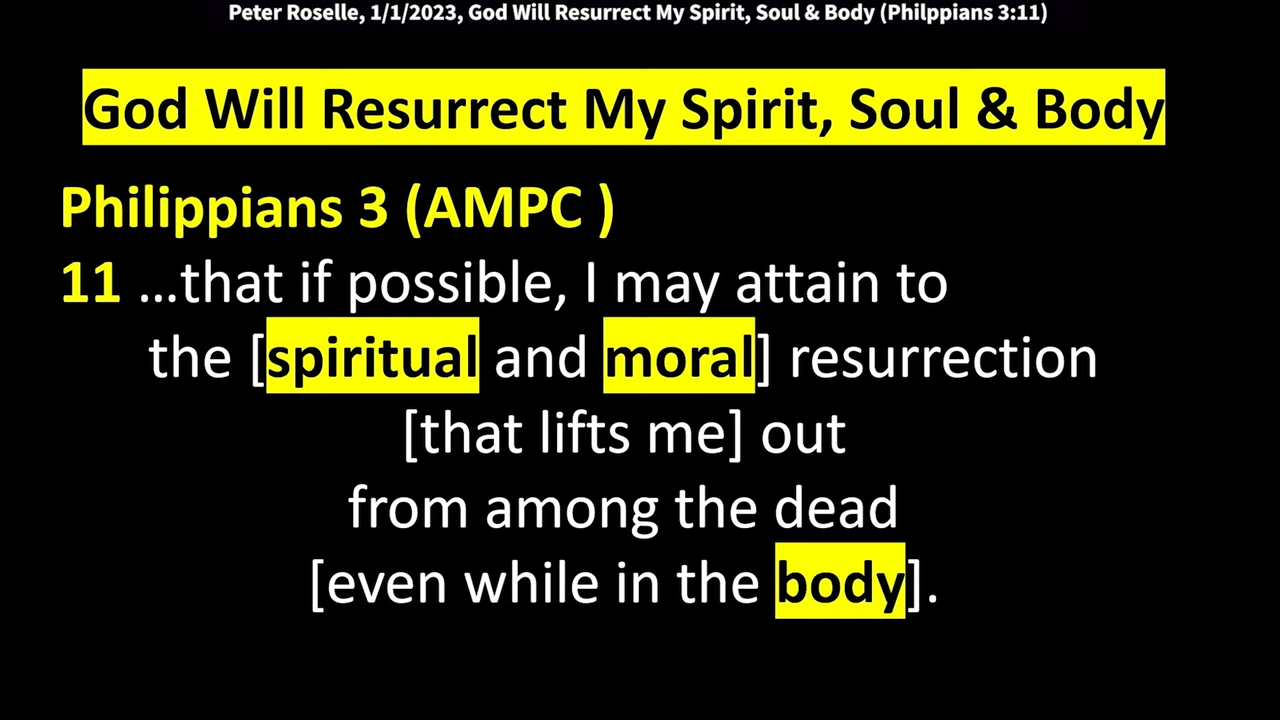 Peter Roselle, 1/1/2023, God Will Resurrect My Spirit, Soul & Body (Philppians 3:11)
God Will Resurrect My Spirit, Soul & Body
Philippians 3 (AMPC )
11 ...that if possible, I may attain to
the [spiritual and moral] resurrection
[that lifts me] out
from among the dead
[even while in the body].